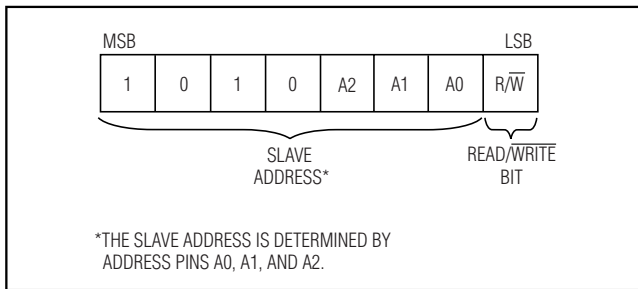 MSB LSB
1 0 1 0 A2 A1 A0 R/W̅
SLAVE
ADDRESS*
READ/W̅R̅I̅T̅E̅
BIT
*THE SLAVE ADDRESS IS DETERMINED BY
ADDRESS PINS A0, A1, AND A2.